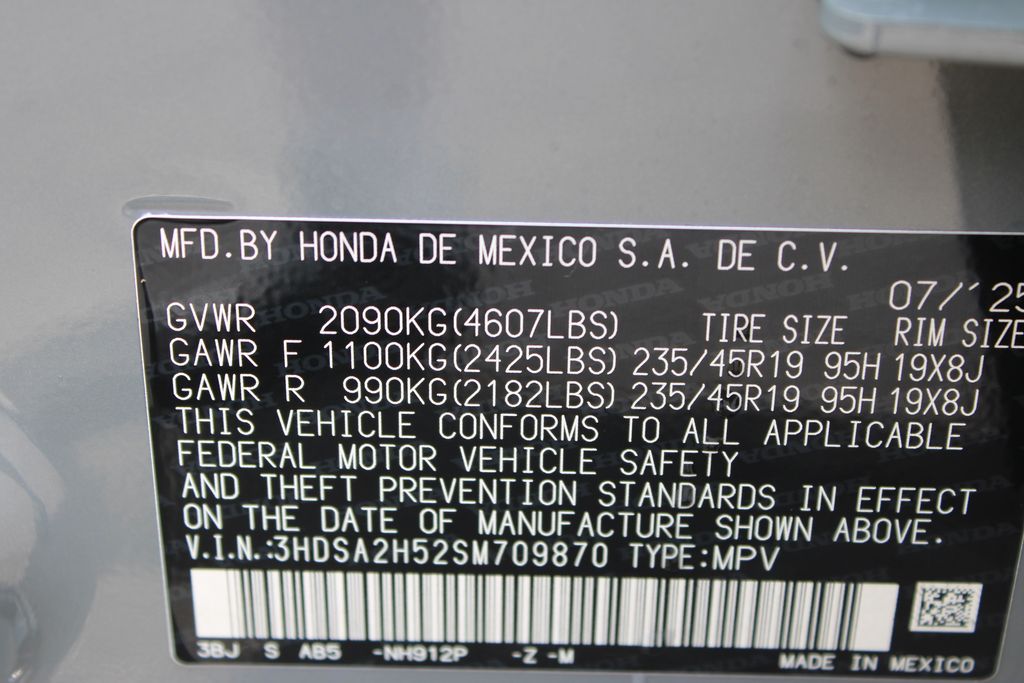 MFD.BY HONDA DE MEXICO S.A. DE C.V.
07/'25
GVWR 2090KG(4607LBS) TIRE SIZE RIM SIZE
GAWR F 1100KG(2425LBS) 235/45R19 95H 19X8J
GAWR R 990KG(2182LBS) 235/45R19 95H 19X8J
THIS VEHICLE CONFORMS TO ALL APPLICABLE
FEDERAL MOTOR VEHICLE SAFETY
AND THEFT PREVENTION STANDARDS IN EFFECT
ON THE DATE OF MANUFACTURE SHOWN ABOVE.
V.I.N.:3HDSA2H52SM709870 TYPE:MPV
3BJ S AB5 -NH912P -Z -M
MADE IN MEXICO